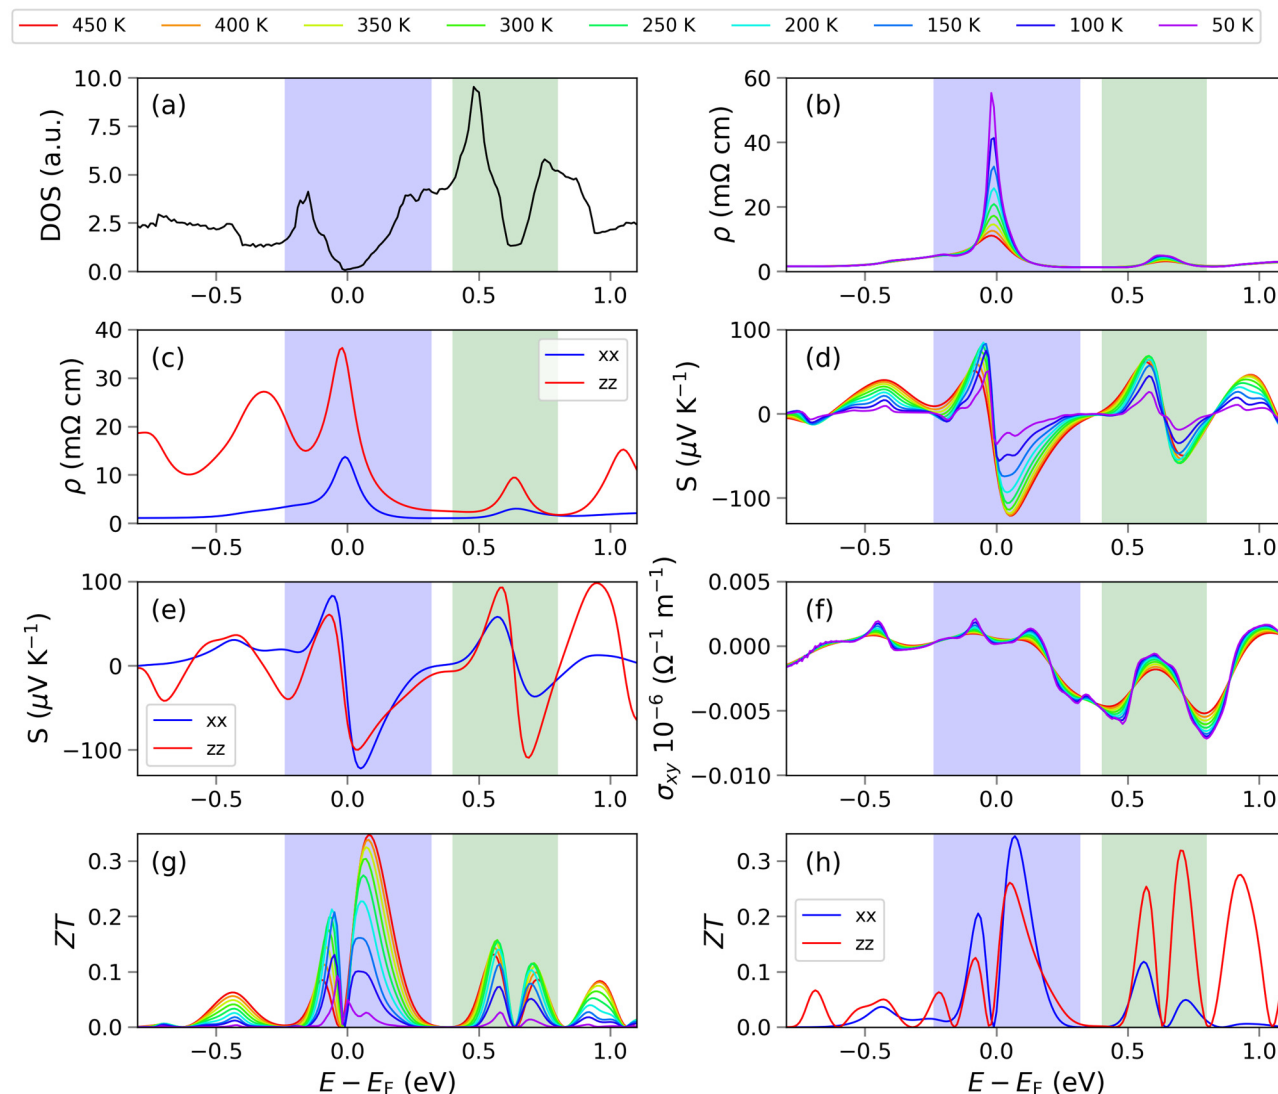 450 K 400 K 350 K 300 K 250 K 200 K 150 K 100 K 50 K
(a)
DOS (a.u.)
10.0
7.5
5.0
2.5
0.0
−0.5 0.0 0.5 1.0
(b)
ρ (mΩ cm)
60
40
20
0
−0.5 0.0 0.5 1.0
(c)
ρ (mΩ cm)
40
30
20
10
0
xx
zz
−0.5 0.0 0.5 1.0
(d)
S (μV K⁻¹)
100
0
−100
−0.5 0.0 0.5 1.0
(e)
S (μV K⁻¹)
100
0
−100
xx
zz
−0.5 0.0 0.5 1.0
(f)
σxy 10⁻⁶ (Ω⁻¹ m⁻¹)
0.005
0.000
−0.005
−0.010
−0.5 0.0 0.5 1.0
(g)
ZT
0.3
0.2
0.1
0.0
−0.5 0.0 0.5 1.0
E − EF (eV)
(h)
ZT
0.3
0.2
0.1
0.0
xx
zz
−0.5 0.0 0.5 1.0
E − EF (eV)